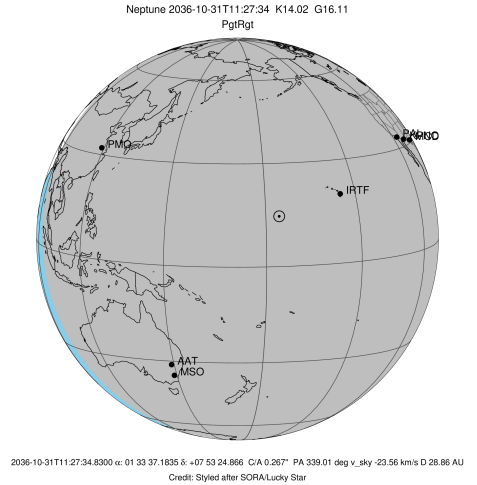 Neptune 2036-10-31T11:27:34 K14.02 G16.11
PgtRgt
PMO
IRTF
AAT
MSO
2036-10-31T11:27:34.8300 α: 01 33 37.1835 δ: +07 53 24.866 C/A 0.267" PA 339.01 deg v_sky -23.56 km/s D 28.86 AU
Credit: Styled after SORA/Lucky Star